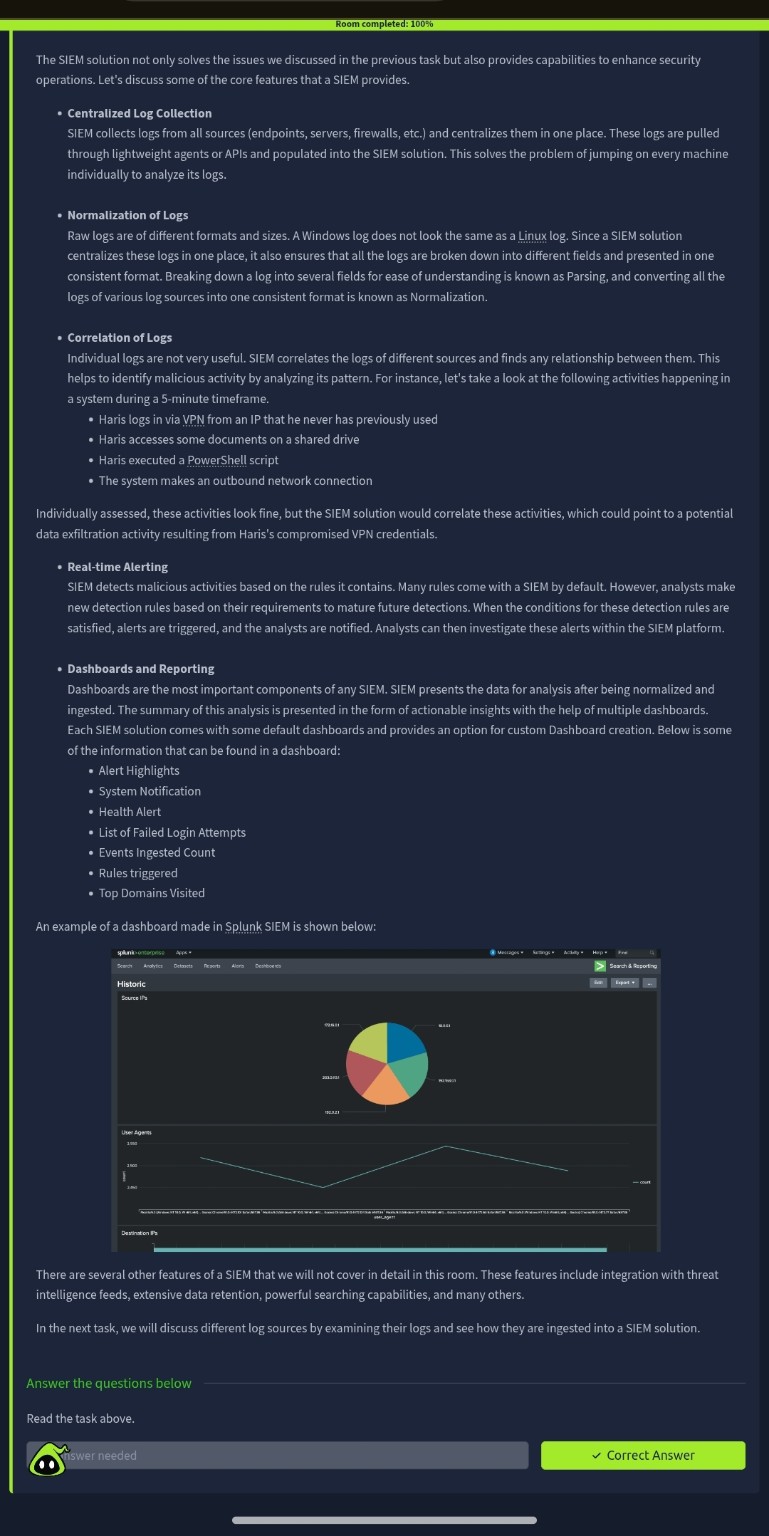 Room completed: 100%
The SIEM solution not only solves the issues we discussed in the previous task but also provides capabilities to enhance security
operations. Let's discuss some of the core features that a SIEM provides.
• Centralized Log Collection
SIEM collects logs from all sources (endpoints, servers, firewalls, etc.) and centralizes them in one place. These logs are pulled
through lightweight agents or APIs and populated into the SIEM solution. This solves the problem of jumping on every machine
individually to analyze its logs.
• Normalization of Logs
Raw logs are of different formats and sizes. A Windows log does not look the same as a Linux log. Since a SIEM solution
centralizes these logs in one place, it also ensures that all the logs are broken down into different fields and presented in one
consistent format. Breaking down a log into several fields for ease of understanding is known as Parsing, and converting all the
logs of various log sources into one consistent format is known as Normalization.
• Correlation of Logs
Individual logs are not very useful. SIEM correlates the logs of different sources and finds any relationship between them. This
helps to identify malicious activity by analyzing its pattern. For instance, let's take a look at the following activities happening in
a system during a 5-minute timeframe.
• Haris logs in via VPN from an IP that he never has previously used
• Haris accesses some documents on a shared drive
• Haris executed a PowerShell script
• The system makes an outbound network connection
Individually assessed, these activities look fine, but the SIEM solution would correlate these activities, which could point to a potential
data exfiltration activity resulting from Haris's compromised VPN credentials.
• Real-time Alerting
SIEM detects malicious activities based on the rules it contains. Many rules come with a SIEM by default. However, analysts make
new detection rules based on their requirements to mature future detections. When the conditions for these detection rules are
satisfied, alerts are triggered, and the analysts are notified. Analysts can then investigate these alerts within the SIEM platform.
• Dashboards and Reporting
Dashboards are the most important components of any SIEM. SIEM presents the data for analysis after being normalized and
ingested. The summary of this analysis is presented in the form of actionable insights with the help of multiple dashboards.
Each SIEM solution comes with some default dashboards and provides an option for custom Dashboard creation. Below is some
of the information that can be found in a dashboard:
• Alert Highlights
• System Notification
• Health Alert
• List of Failed Login Attempts
• Events Ingested Count
• Rules triggered
• Top Domains Visited
An example of a dashboard made in Splunk SIEM is shown below:
splunk>enterprise Apps Messages Settings Activity Help Find
Search Analytics Datasets Reports Alerts Dashboards Search & Reporting
Historic Edit Export ...
Source IPs
User Agents
count
user_agent
Destination IPs
There are several other features of a SIEM that we will not cover in detail in this room. These features include integration with threat
intelligence feeds, extensive data retention, powerful searching capabilities, and many others.
In the next task, we will discuss different log sources by examining their logs and see how they are ingested into a SIEM solution.
Answer the questions below
Read the task above.
nswer needed
✓ Correct Answer